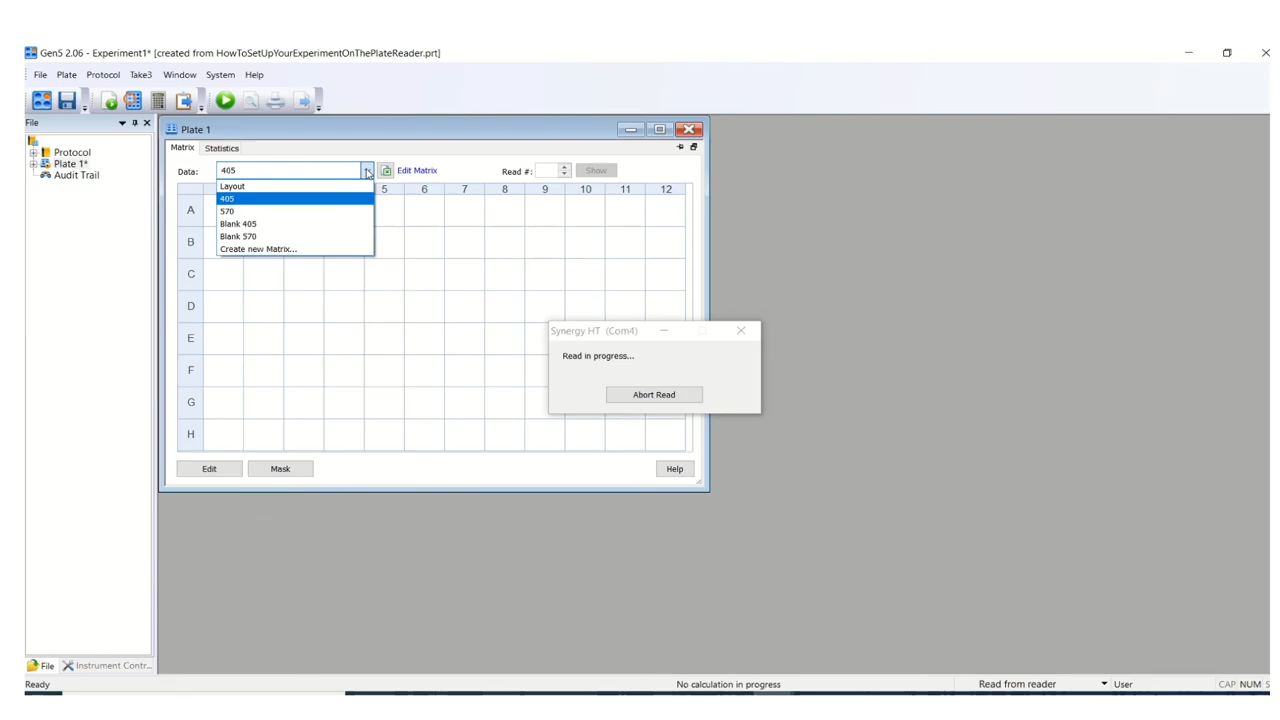 Gen5 2.06 - Experiment1* [created from HowToSetUpYourExperimentOnThePlateReader.prt]
File Plate Protocol Take3 Window System Help
File
Protocol
Plate 1*
Audit Trail
Plate 1
Matrix Statistics
Data: 405 Edit Matrix Read #: Show
Layout
405
570
Blank 405
Blank 570
Create new Matrix...
5 6 7 8 9 10 11 12
A
B
C
D
E
F
G
H
Synergy HT (Com4)
Read in progress...
Abort Read
Edit Mask Help
File Instrument Contr...
Ready No calculation in progress Read from reader User CAP NUM S